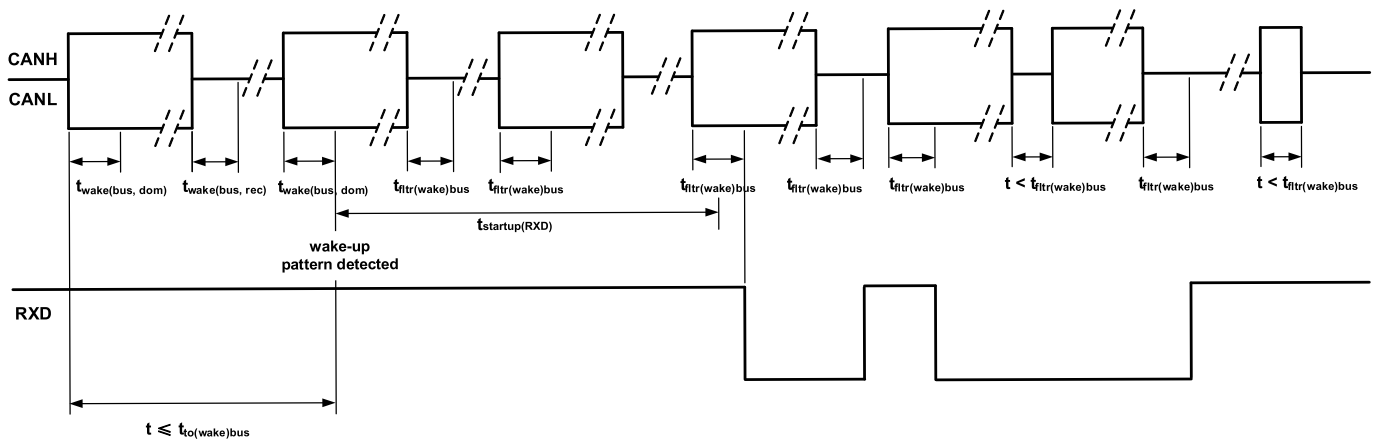 CANH
CANL
twake(bus, dom)
twake(bus, rec)
twake(bus, dom)
tfltr(wake)bus
tfltr(wake)bus
tfltr(wake)bus
tfltr(wake)bus
tfltr(wake)bus
t < tfltr(wake)bus
tfltr(wake)bus
t < tfltr(wake)bus
tstartup(RXD)
wake-up
pattern detected
RXD
t ⩽ tto(wake)bus